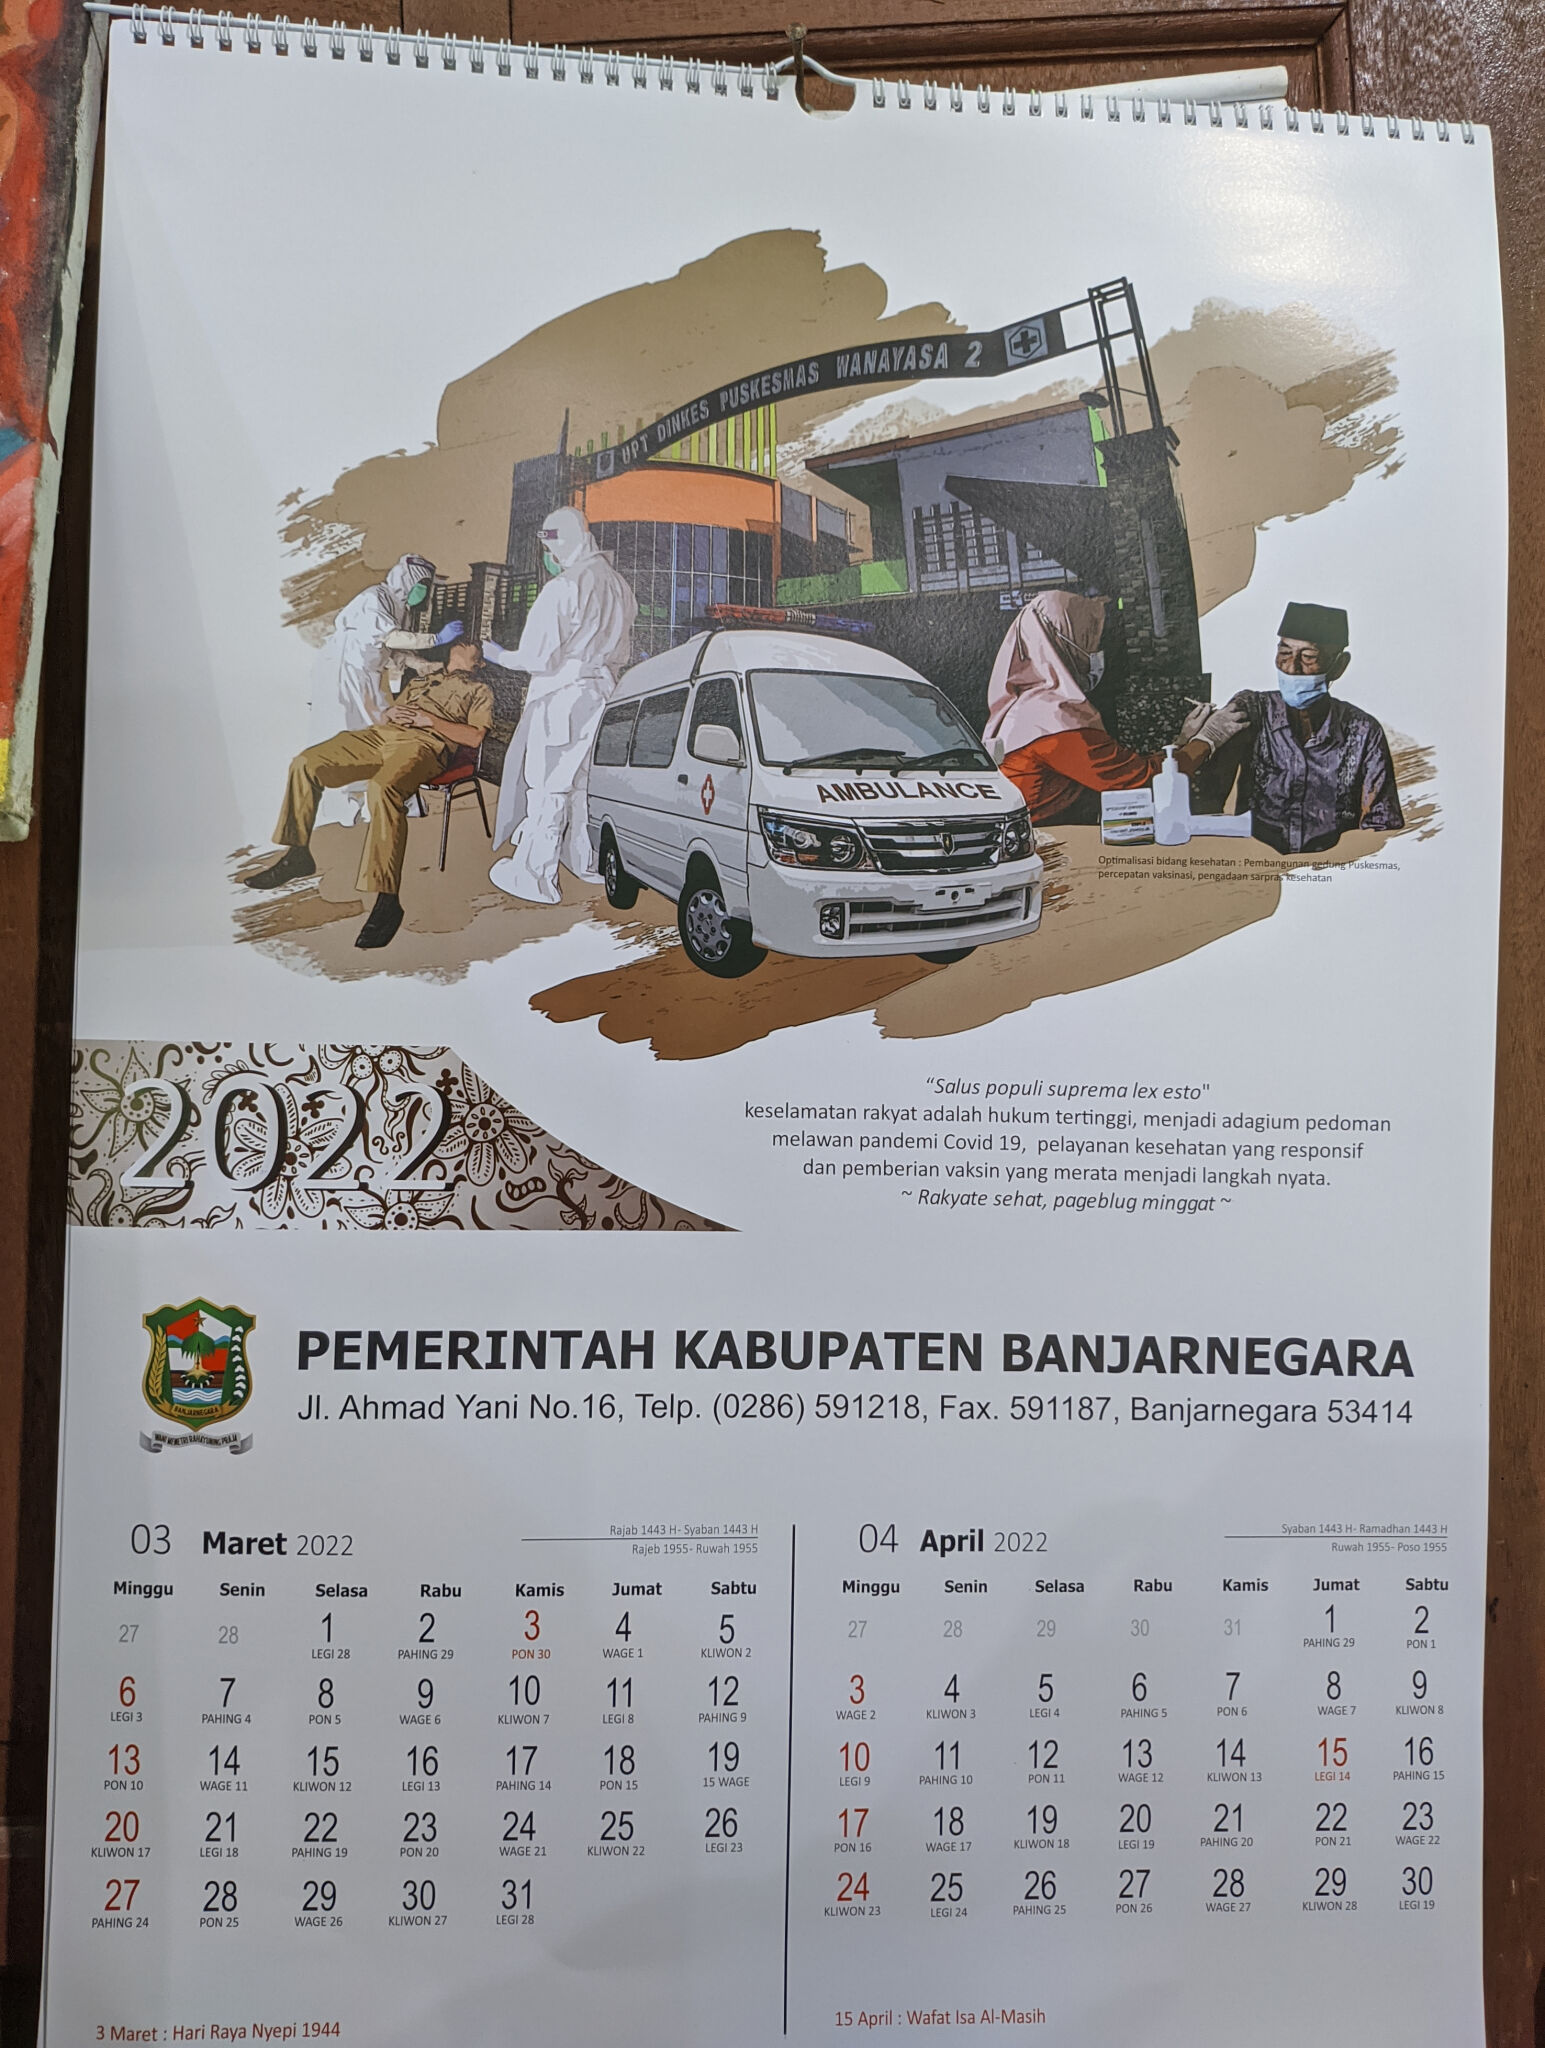 UPT DINKES PUSKESMAS WANAYASA 2
AMBULANCE
Optimalisasi bidang kesehatan : Pembangunan gedung Puskesmas,
percepatan vaksinasi, pengadaan sarpras kesehatan
2022
“Salus populi suprema lex esto"
keselamatan rakyat adalah hukum tertinggi, menjadi adagium pedoman
melawan pandemi Covid 19, pelayanan kesehatan yang responsif
dan pemberian vaksin yang merata menjadi langkah nyata.
~ Rakyate sehat, pageblug minggat ~
BANJARNEGARA
WANI MEMETRI RAHAYUNING PRAJA
PEMERINTAH KABUPATEN BANJARNEGARA
Jl. Ahmad Yani No.16, Telp. (0286) 591218, Fax. 591187, Banjarnegara 53414
03 Maret 2022
Rajab 1443 H- Syaban 1443 H
Rajeb 1955- Ruwah 1955
Minggu Senin Selasa Rabu Kamis Jumat Sabtu
27 28 1 2 3 4 5
LEGI 28 PAHING 29 PON 30 WAGE 1 KLIWON 2
6 7 8 9 10 11 12
LEGI 3 PAHING 4 PON 5 WAGE 6 KLIWON 7 LEGI 8 PAHING 9
13 14 15 16 17 18 19
PON 10 WAGE 11 KLIWON 12 LEGI 13 PAHING 14 PON 15 15 WAGE
20 21 22 23 24 25 26
KLIWON 17 LEGI 18 PAHING 19 PON 20 WAGE 21 KLIWON 22 LEGI 23
27 28 29 30 31
PAHING 24 PON 25 WAGE 26 KLIWON 27 LEGI 28
3 Maret : Hari Raya Nyepi 1944
04 April 2022
Syaban 1443 H- Ramadhan 1443 H
Ruwah 1955- Poso 1955
Minggu Senin Selasa Rabu Kamis Jumat Sabtu
27 28 29 30 31 1 2
PAHING 29 PON 1
3 4 5 6 7 8 9
WAGE 2 KLIWON 3 LEGI 4 PAHING 5 PON 6 WAGE 7 KLIWON 8
10 11 12 13 14 15 16
LEGI 9 PAHING 10 PON 11 WAGE 12 KLIWON 13 LEGI 14 PAHING 15
17 18 19 20 21 22 23
PON 16 WAGE 17 KLIWON 18 LEGI 19 PAHING 20 PON 21 WAGE 22
24 25 26 27 28 29 30
KLIWON 23 LEGI 24 PAHING 25 PON 26 WAGE 27 KLIWON 28 LEGI 19
15 April : Wafat Isa Al-Masih